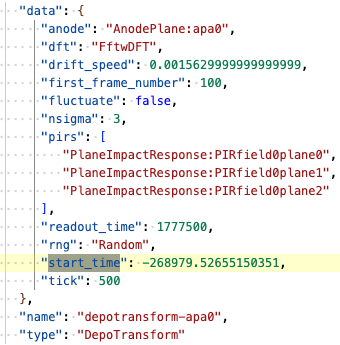 "data": {
"anode": "AnodePlane:apa0",
"dft": "FftwDFT",
"drift_speed": 0.0015629999999999999,
"first_frame_number": 100,
"fluctuate": false,
"nsigma": 3,
"pirs": [
"PlaneImpactResponse:PIRfield0plane0",
"PlaneImpactResponse:PIRfield0plane1",
"PlaneImpactResponse:PIRfield0plane2"
],
"readout_time": 1777500,
"rng": "Random",
"start_time": -268979.52655150351,
"tick": 500
},
"name": "depotransform-apa0",
"type": "DepoTransform"